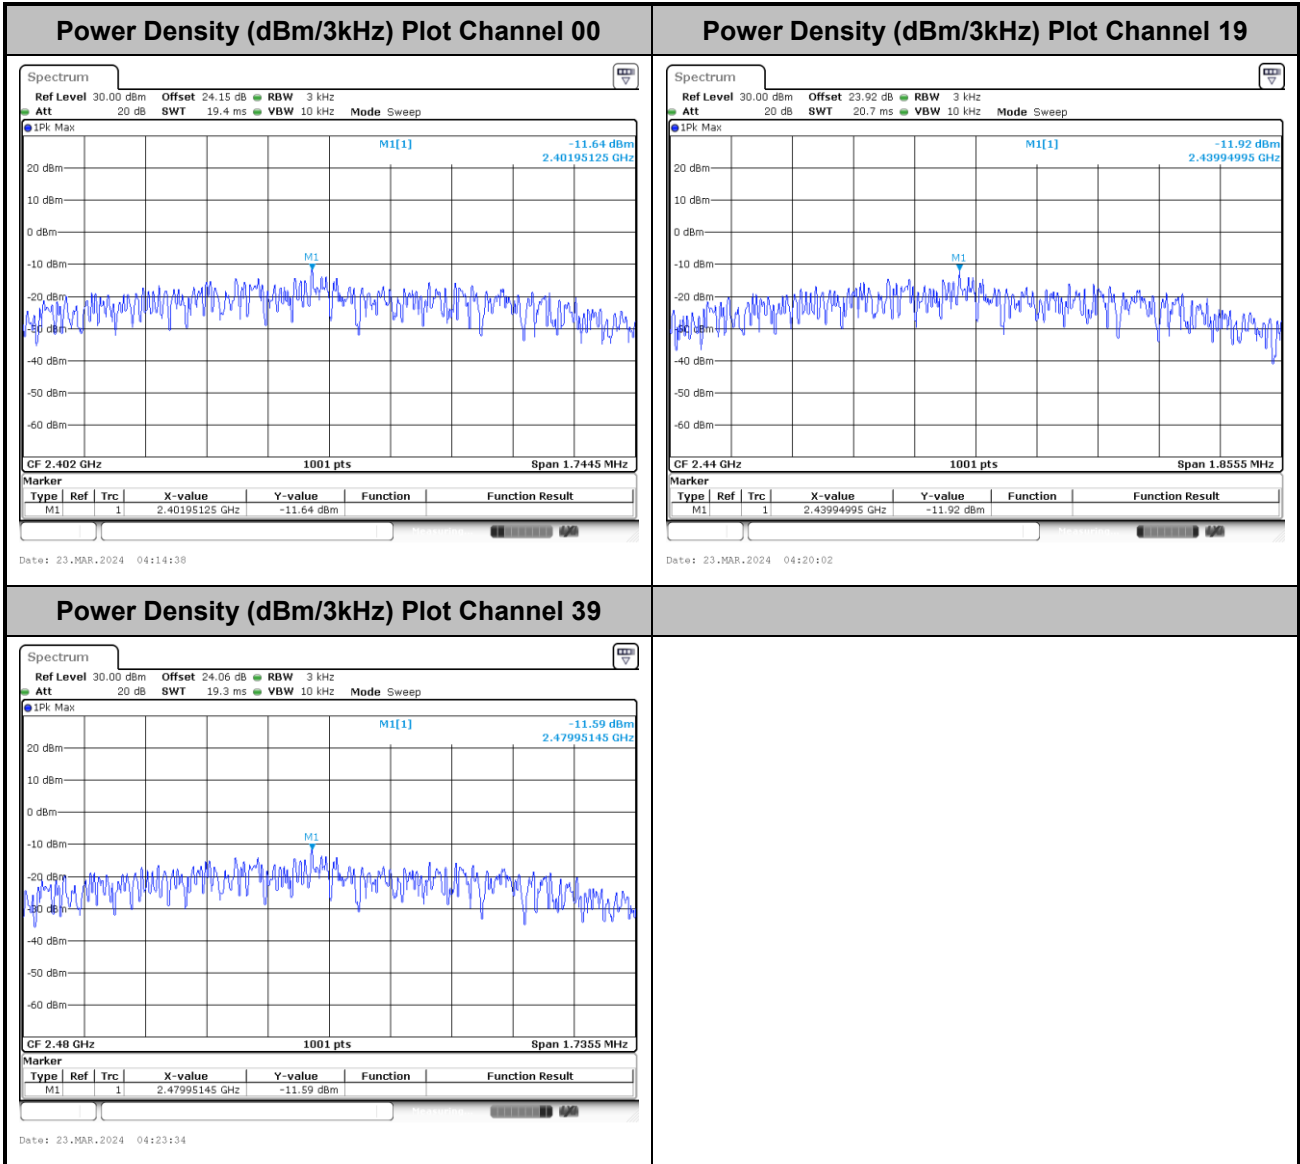 Power Density (dBm/3kHz) Plot Channel 00
Spectrum
Ref Level 30.00 dBm Offset 24.15 dB RBW 3 kHz
Att 20 dB SWT 19.4 ms VBW 10 kHz Mode Sweep
1Pk Max
M1[1] -11.64 dBm
2.40195125 GHz
20 dBm
10 dBm
0 dBm
M1
-10 dBm
-20 dBm
-30 dBm
-40 dBm
-50 dBm
-60 dBm
CF 2.402 GHz 1001 pts Span 1.7445 MHz
Marker
Type Ref Trc X-value Y-value Function Function Result
M1 1 2.40195125 GHz -11.64 dBm
Date: 23.MAR.2024 04:14:38
Power Density (dBm/3kHz) Plot Channel 19
Spectrum
Ref Level 30.00 dBm Offset 23.92 dB RBW 3 kHz
Att 20 dB SWT 20.7 ms VBW 10 kHz Mode Sweep
1Pk Max
M1[1] -11.92 dBm
2.43994995 GHz
20 dBm
10 dBm
0 dBm
M1
-10 dBm
-20 dBm
-30 dBm
-40 dBm
-50 dBm
-60 dBm
CF 2.44 GHz 1001 pts Span 1.8555 MHz
Marker
Type Ref Trc X-value Y-value Function Function Result
M1 1 2.43994995 GHz -11.92 dBm
Date: 23.MAR.2024 04:20:02
Power Density (dBm/3kHz) Plot Channel 39
Spectrum
Ref Level 30.00 dBm Offset 24.06 dB RBW 3 kHz
Att 20 dB SWT 19.3 ms VBW 10 kHz Mode Sweep
1Pk Max
M1[1] -11.59 dBm
2.47995145 GHz
20 dBm
10 dBm
0 dBm
M1
-10 dBm
-20 dBm
-30 dBm
-40 dBm
-50 dBm
-60 dBm
CF 2.48 GHz 1001 pts Span 1.7355 MHz
Marker
Type Ref Trc X-value Y-value Function Function Result
M1 1 2.47995145 GHz -11.59 dBm
Date: 23.MAR.2024 04:23:34